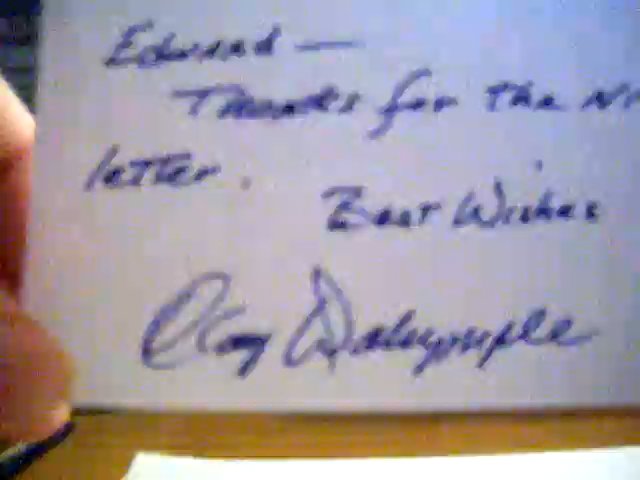 Edward —
Thanks for the
letter.
Best Wishes
Clay Dalrymple